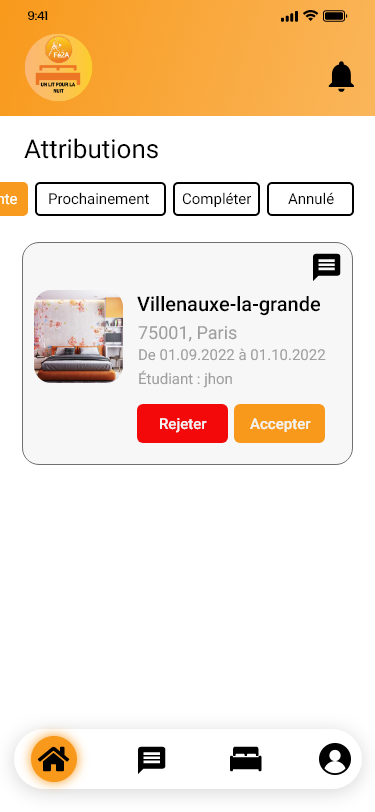 9:41
UN LIT POUR LA
NUIT
Attributions
nte
Prochainement
Compléter
Annulé
Villenauxe-la-grande
75001, Paris
De 01.09.2022 à 01.10.2022
Étudiant : jhon
Rejeter
Accepter